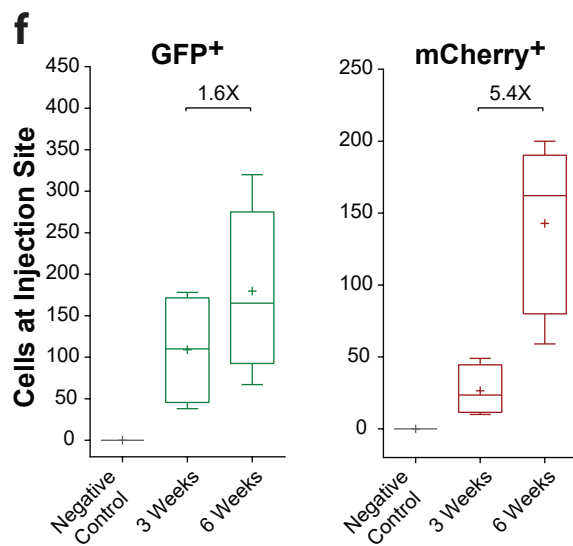 f
GFP+
mCherry+
Cells at Injection Site
450
400
350
300
250
200
150
100
50
0
1.6X
Negative
Control
3 Weeks
6 Weeks
250
200
150
100
50
0
5.4X
Negative
Control
3 Weeks
6 Weeks